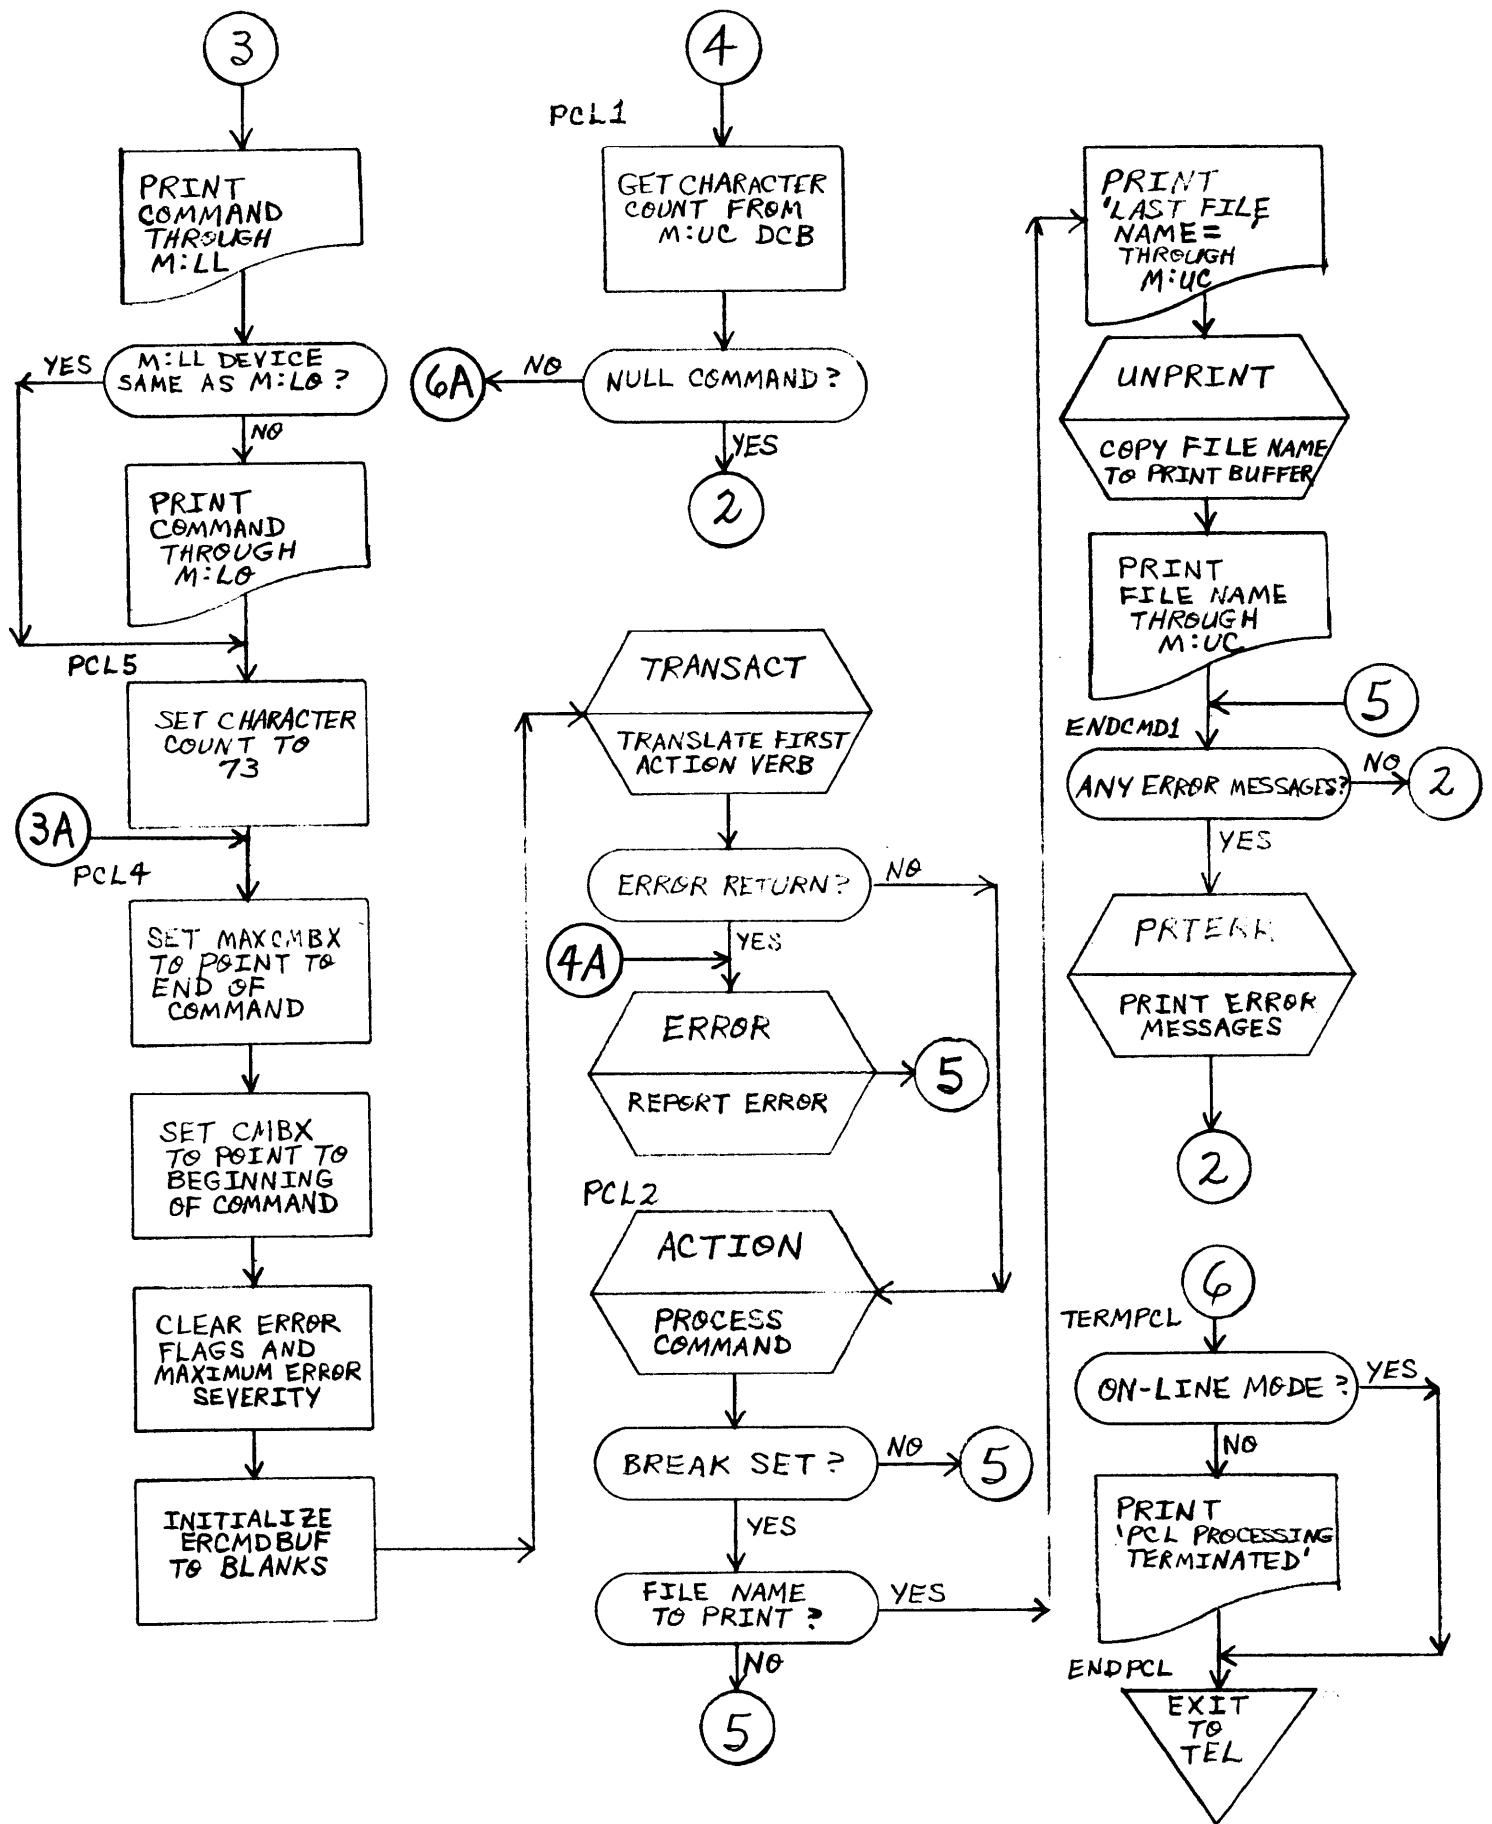 3
PRINT
COMMAND
THROUGH
M:LL
YES
M:LL DEVICE
SAME AS M:LO?
NO
PRINT
COMMAND
THROUGH
M:LO
PCL5
SET CHARACTER
COUNT TO
73
3A
PCL4
SET MAXCMBX
TO POINT TO
END OF
COMMAND
SET CMBX
TO POINT TO
BEGINNING
OF COMMAND
CLEAR ERROR
FLAGS AND
MAXIMUM ERROR
SEVERITY
INITIALIZE
ERCMDBUF
TO BLANKS
4
PCL1
GET CHARACTER
COUNT FROM
M:UC DCB
6A
NO
NULL COMMAND?
YES
2
TRANSACT
TRANSLATE FIRST
ACTION VERB
ERROR RETURN?
NO
YES
4A
ERROR
REPORT ERROR
5
PCL2
ACTION
PROCESS
COMMAND
BREAK SET?
NO
5
YES
FILE NAME
TO PRINT?
YES
NO
5
PRINT
'LAST FILE
NAME='
THROUGH
M:UC
UNPRINT
COPY FILE NAME
TO PRINT BUFFER
PRINT
FILE NAME
THROUGH
M:UC
5
ENDCMD1
ANY ERROR MESSAGES?
NO
2
YES
PRTERR
PRINT ERROR
MESSAGES
2
6
TERMPCL
ON-LINE MODE?
YES
NO
PRINT
'PCL PROCESSING
TERMINATED'
ENDPCL
EXIT
TO
TEL